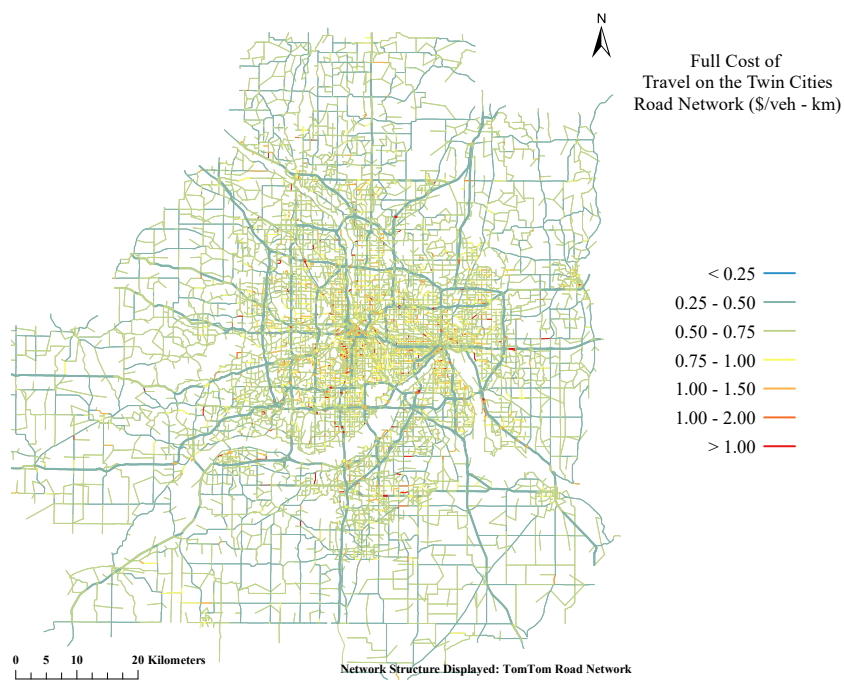 N
Full Cost of
Travel on the Twin Cities
Road Network ($/veh - km)
< 0.25
0.25 - 0.50
0.50 - 0.75
0.75 - 1.00
1.00 - 1.50
1.00 - 2.00
> 1.00
0 5 10 20 Kilometers
Network Structure Displayed: TomTom Road Network